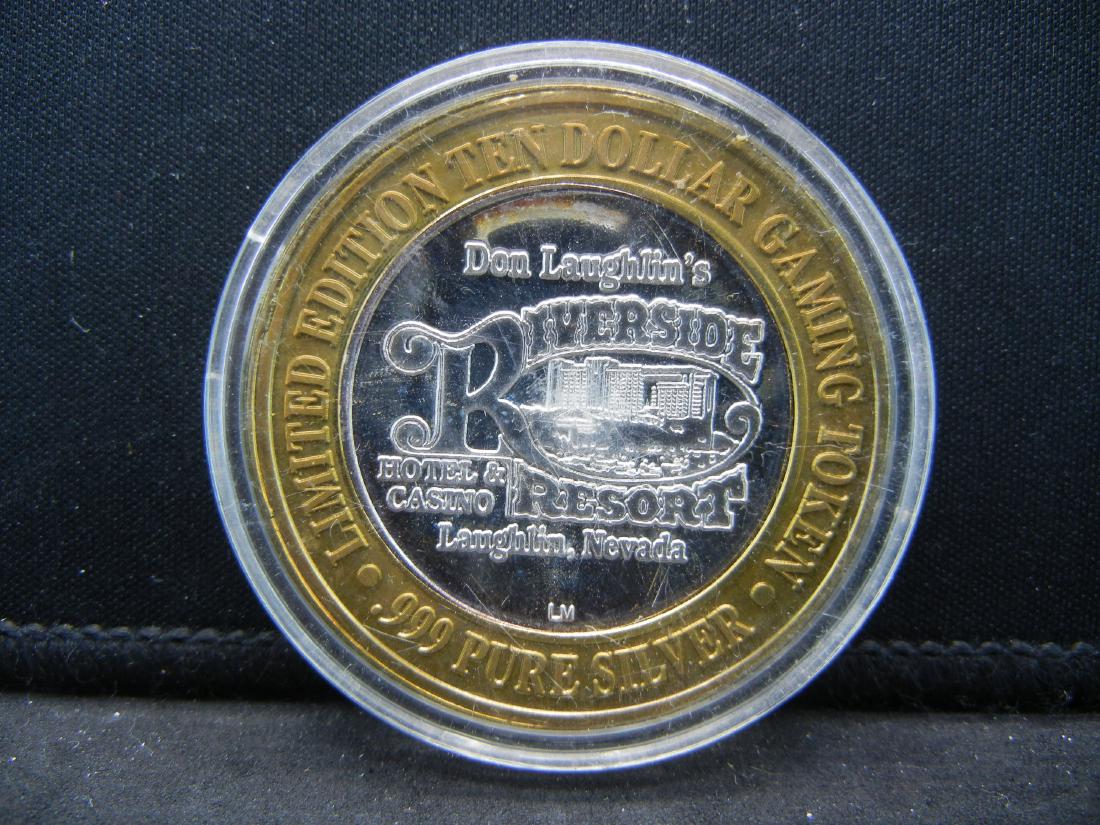 LIMITED EDITION TEN DOLLAR GAMING TOKEN
Don Laughlin's
RIVERSIDE
HOTEL &
CASINO
RESORT
Laughlin, Nevada
LM
• .999 PURE SILVER •